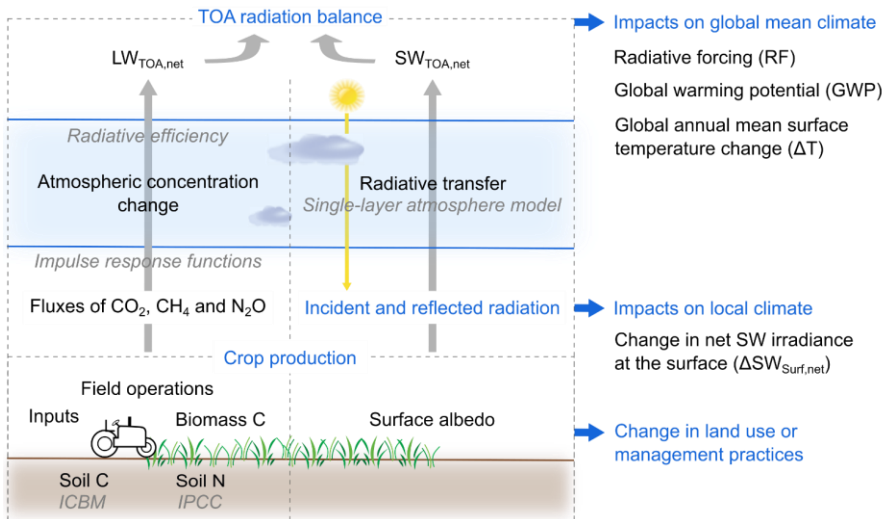 TOA radiation balance
LW_TOA,net
SW_TOA,net
Radiative efficiency
Atmospheric concentration
change
Radiative transfer
Single-layer atmosphere model
Impulse response functions
Fluxes of CO₂, CH₄ and N₂O
Incident and reflected radiation
Crop production
Field operations
Inputs
Biomass C
Surface albedo
Soil C
ICBM
Soil N
IPCC
Impacts on global mean climate
Radiative forcing (RF)
Global warming potential (GWP)
Global annual mean surface
temperature change (ΔT)
Impacts on local climate
Change in net SW irradiance
at the surface (ΔSW_Surf,net)
Change in land use or
management practices